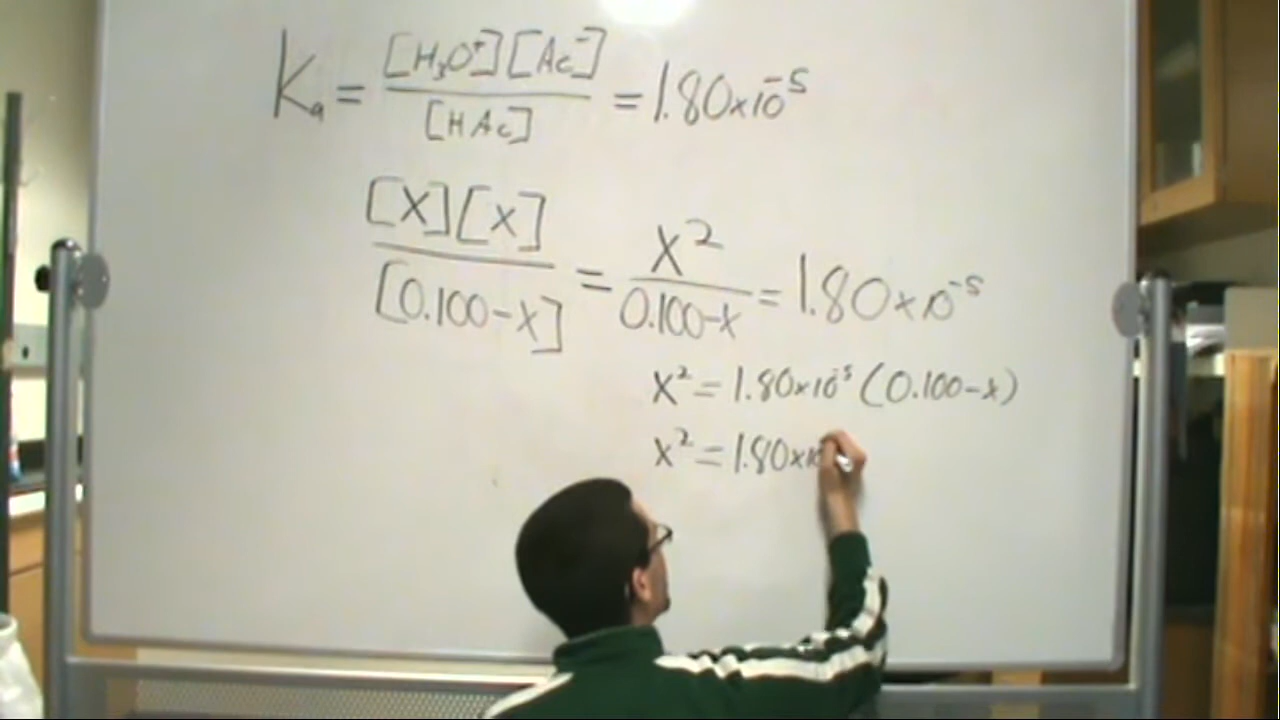 Ka = [H₃O⁺][Ac⁻] / [HAc] = 1.80x10⁻⁵
[X][X] / [0.100-X] = X² / 0.100-X = 1.80x10⁻⁵
X² = 1.80x10⁻⁵ (0.100-x)
X² = 1.80x10